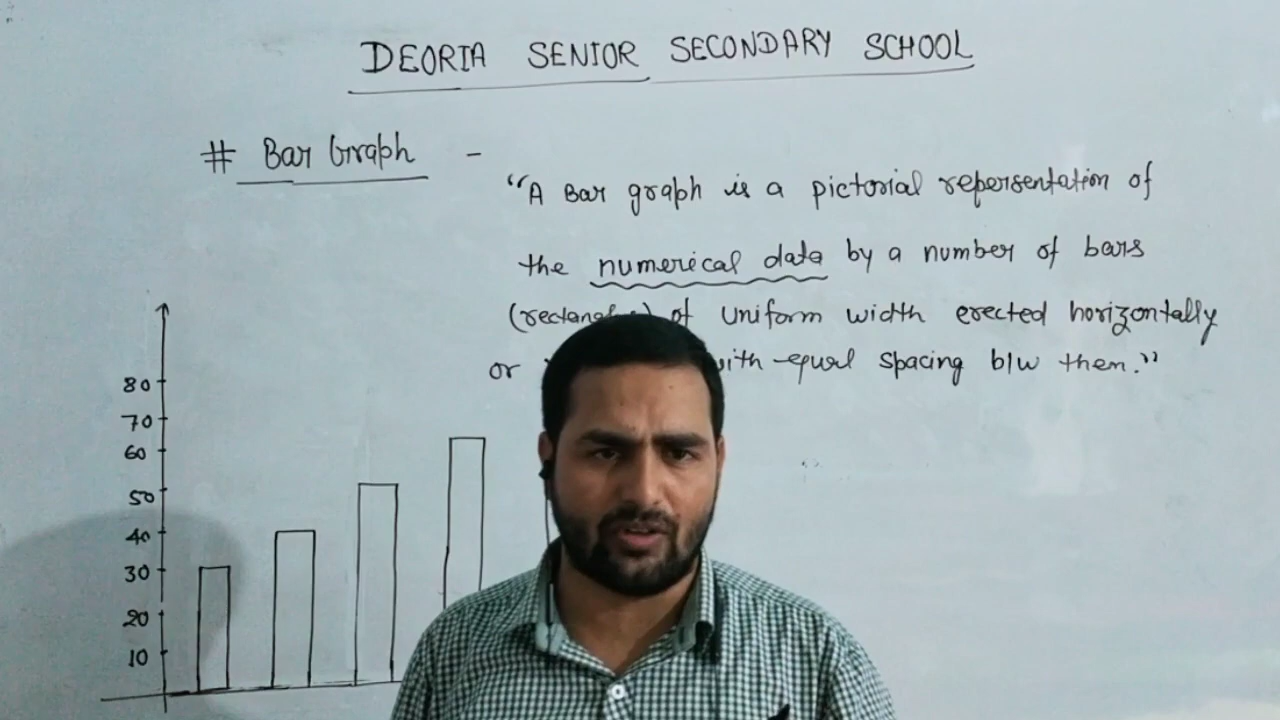 DEORIA SENIOR SECONDARY SCHOOL
# Bar Graph -
"A Bar graph is a pictorial repersentation of
the numerical data by a number of bars
of uniform width erected horizontally
or with equal spacing b/w them."
80
70
60
50
40
30
20
10